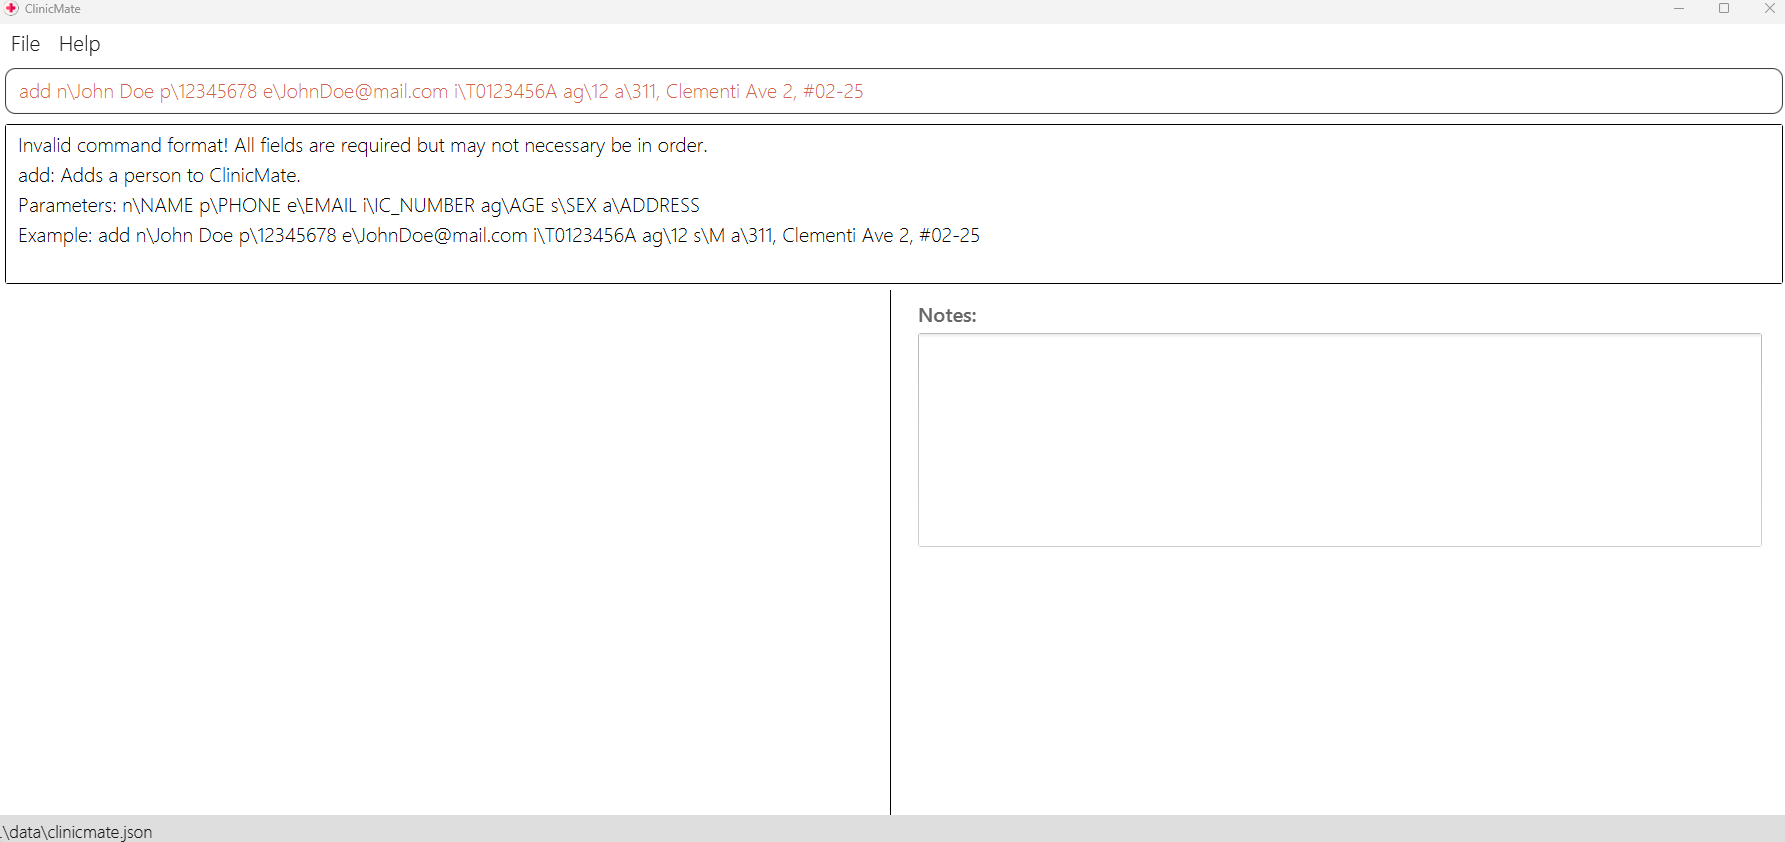 ClinicMate
File Help
add n\John Doe p\12345678 e\JohnDoe@mail.com i\T0123456A ag\12 a\311, Clementi Ave 2, #02-25
Invalid command format! All fields are required but may not necessary be in order.
add: Adds a person to ClinicMate.
Parameters: n\NAME p\PHONE e\EMAIL i\IC_NUMBER ag\AGE s\SEX a\ADDRESS
Example: add n\John Doe p\12345678 e\JohnDoe@mail.com i\T0123456A ag\12 s\M a\311, Clementi Ave 2, #02-25
Notes:
.\data\clinicmate.json